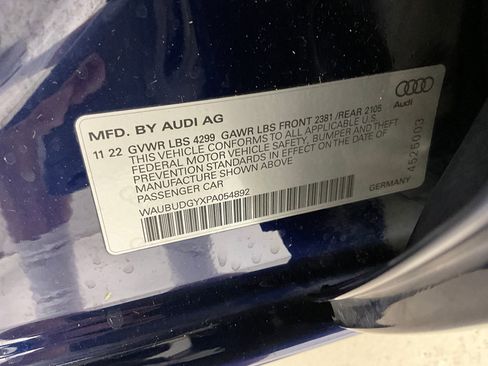 MFD. BY AUDI AG
Audi
11 22 GVWR LBS 4299 GAWR LBS FRONT 2381 /REAR 2105
THIS VEHICLE CONFORMS TO ALL APPLICABLE U.S.
FEDERAL MOTOR VEHICLE SAFETY, BUMPER AND THEFT
PREVENTION STANDARDS IN EFFECT ON THE DATE OF
MANUFACTURE SHOWN ABOVE.
PASSENGER CAR
WAUBUDGYXPA054892
GERMANY
4525003